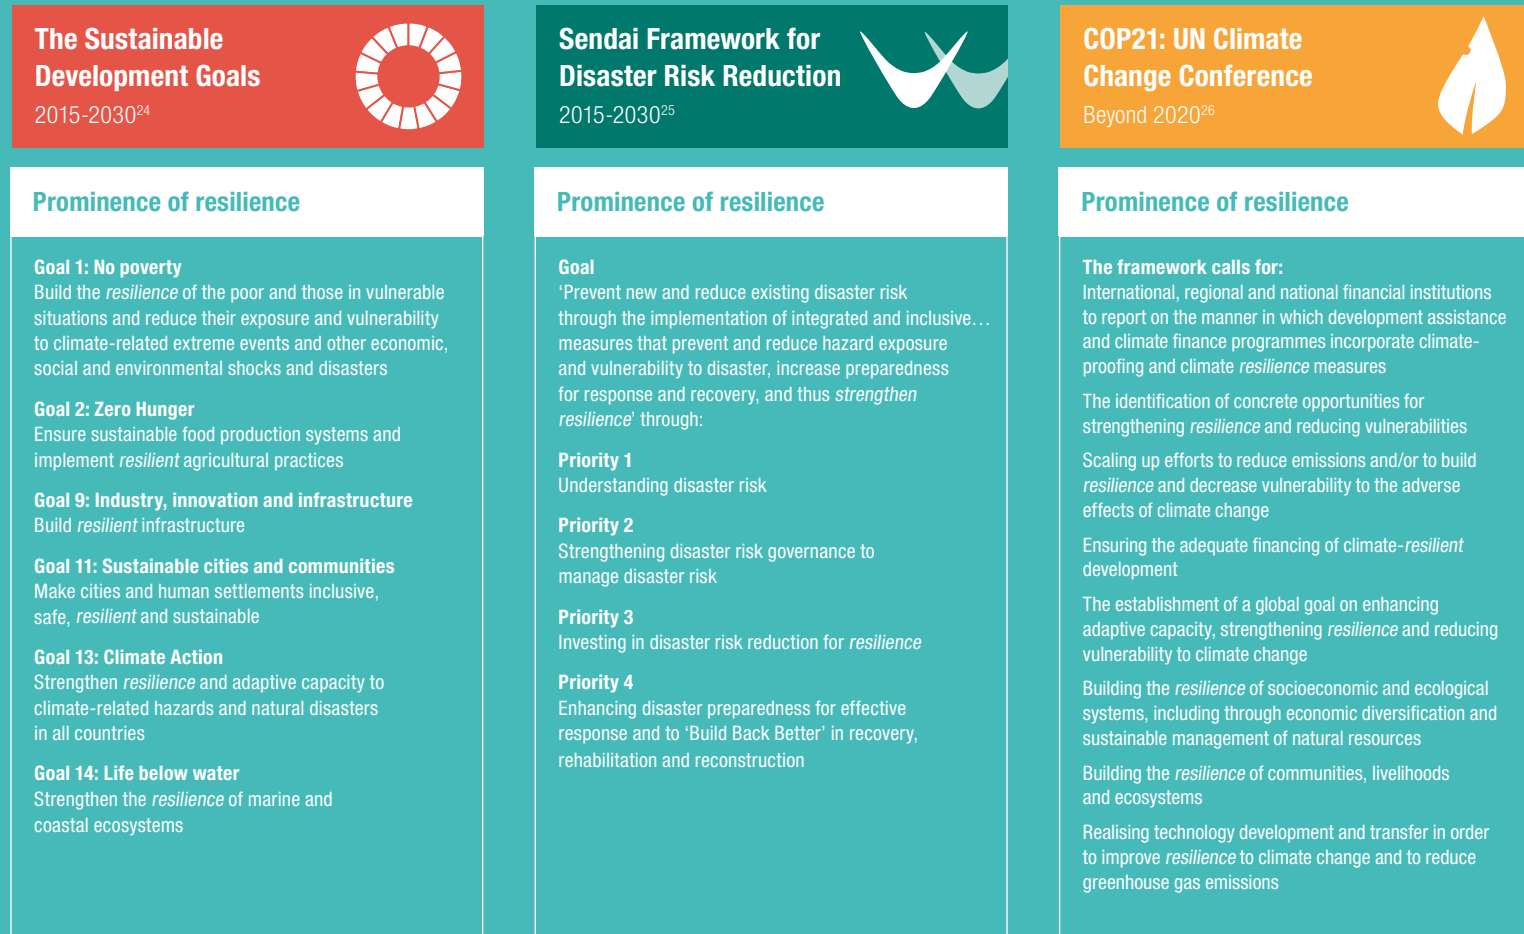 The Sustainable
Development Goals
2015-2030²⁴
Prominence of resilience
Goal 1: No poverty
Build the resilience of the poor and those in vulnerable
situations and reduce their exposure and vulnerability
to climate-related extreme events and other economic,
social and environmental shocks and disasters
Goal 2: Zero Hunger
Ensure sustainable food production systems and
implement resilient agricultural practices
Goal 9: Industry, innovation and infrastructure
Build resilient infrastructure
Goal 11: Sustainable cities and communities
Make cities and human settlements inclusive,
safe, resilient and sustainable
Goal 13: Climate Action
Strengthen resilience and adaptive capacity to
climate-related hazards and natural disasters
in all countries
Goal 14: Life below water
Strengthen the resilience of marine and
coastal ecosystems
Sendai Framework for
Disaster Risk Reduction
2015-2030²⁵
Prominence of resilience
Goal
‘Prevent new and reduce existing disaster risk
through the implementation of integrated and inclusive…
measures that prevent and reduce hazard exposure
and vulnerability to disaster, increase preparedness
for response and recovery, and thus strengthen
resilience’ through:
Priority 1
Understanding disaster risk
Priority 2
Strengthening disaster risk governance to
manage disaster risk
Priority 3
Investing in disaster risk reduction for resilience
Priority 4
Enhancing disaster preparedness for effective
response and to ‘Build Back Better’ in recovery,
rehabilitation and reconstruction
COP21: UN Climate
Change Conference
Beyond 2020²⁶
Prominence of resilience
The framework calls for:
International, regional and national financial institutions
to report on the manner in which development assistance
and climate finance programmes incorporate climate-
proofing and climate resilience measures
The identification of concrete opportunities for
strengthening resilience and reducing vulnerabilities
Scaling up efforts to reduce emissions and/or to build
resilience and decrease vulnerability to the adverse
effects of climate change
Ensuring the adequate financing of climate-resilient
development
The establishment of a global goal on enhancing
adaptive capacity, strengthening resilience and reducing
vulnerability to climate change
Building the resilience of socioeconomic and ecological
systems, including through economic diversification and
sustainable management of natural resources
Building the resilience of communities, livelihoods
and ecosystems
Realising technology development and transfer in order
to improve resilience to climate change and to reduce
greenhouse gas emissions